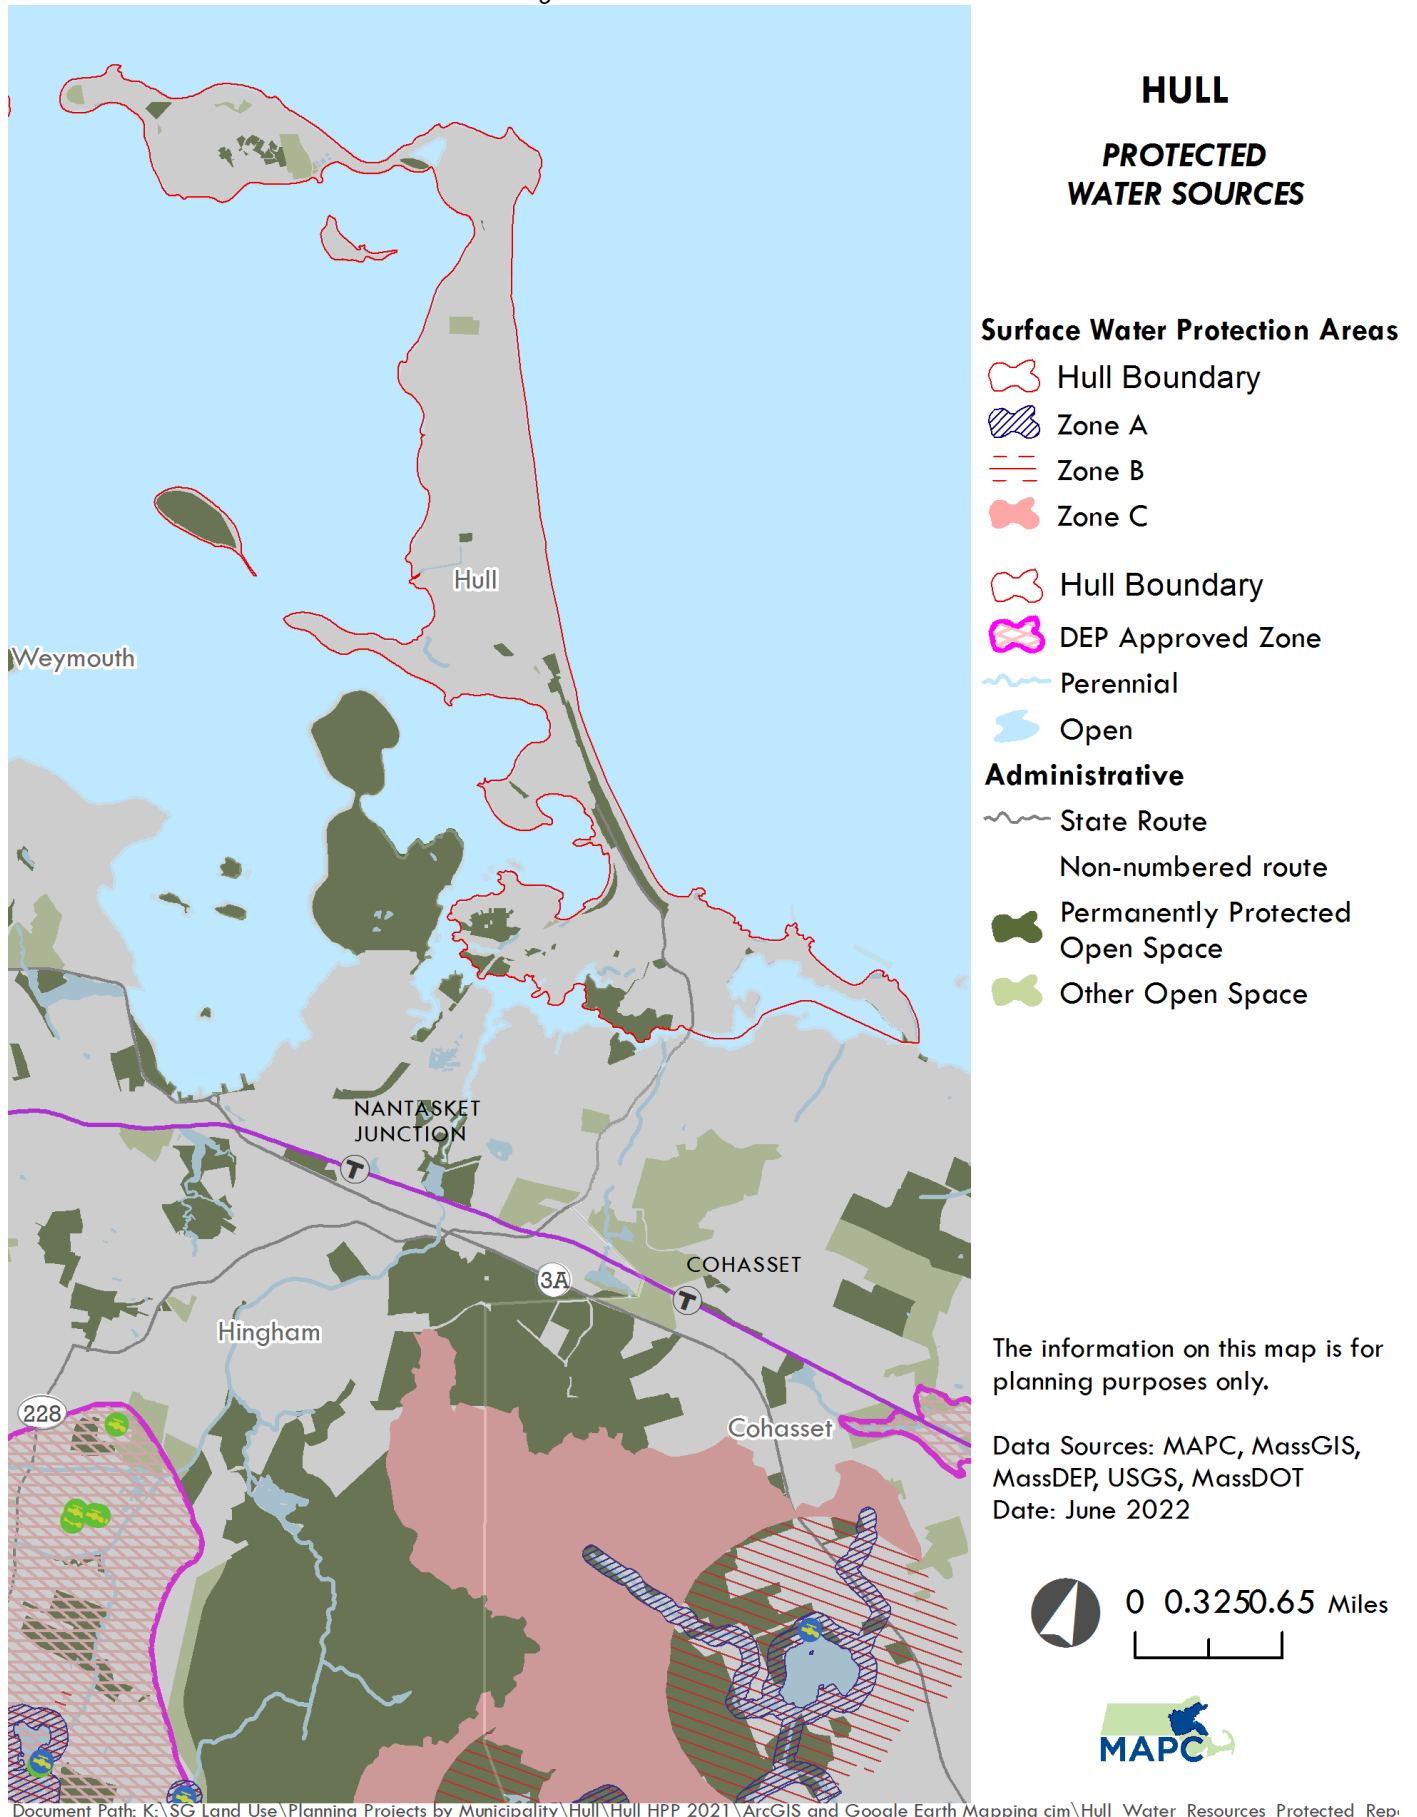 HULL
PROTECTED
WATER SOURCES
Surface Water Protection Areas
Hull Boundary
Zone A
Zone B
Zone C
Hull Boundary
DEP Approved Zone
Perennial
Open
Administrative
State Route
Non-numbered route
Permanently Protected
Open Space
Other Open Space
Hull
Weymouth
NANTASKET
JUNCTION
T
3A
COHASSET
T
Hingham
228
Cohasset
The information on this map is for
planning purposes only.
Data Sources: MAPC, MassGIS,
MassDEP, USGS, MassDOT
Date: June 2022
0 0.3250.65 Miles
MAPC
Document Path: K:\SG Land Use\Planning Projects by Municipality\Hull\Hull HPP 2021\ArcGIS and Google Earth Mapping cim\Hull_Water_Resources_Protected_Rep